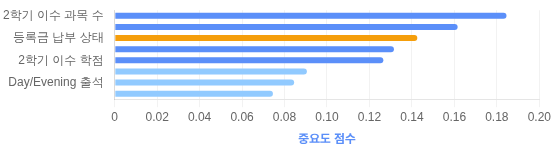 2학기 이수 과목 수
등록금 납부 상태
2학기 이수 학점
Day/Evening 출석
0 0.02 0.04 0.06 0.08 0.10 0.12 0.14 0.16 0.18 0.20
중요도 점수